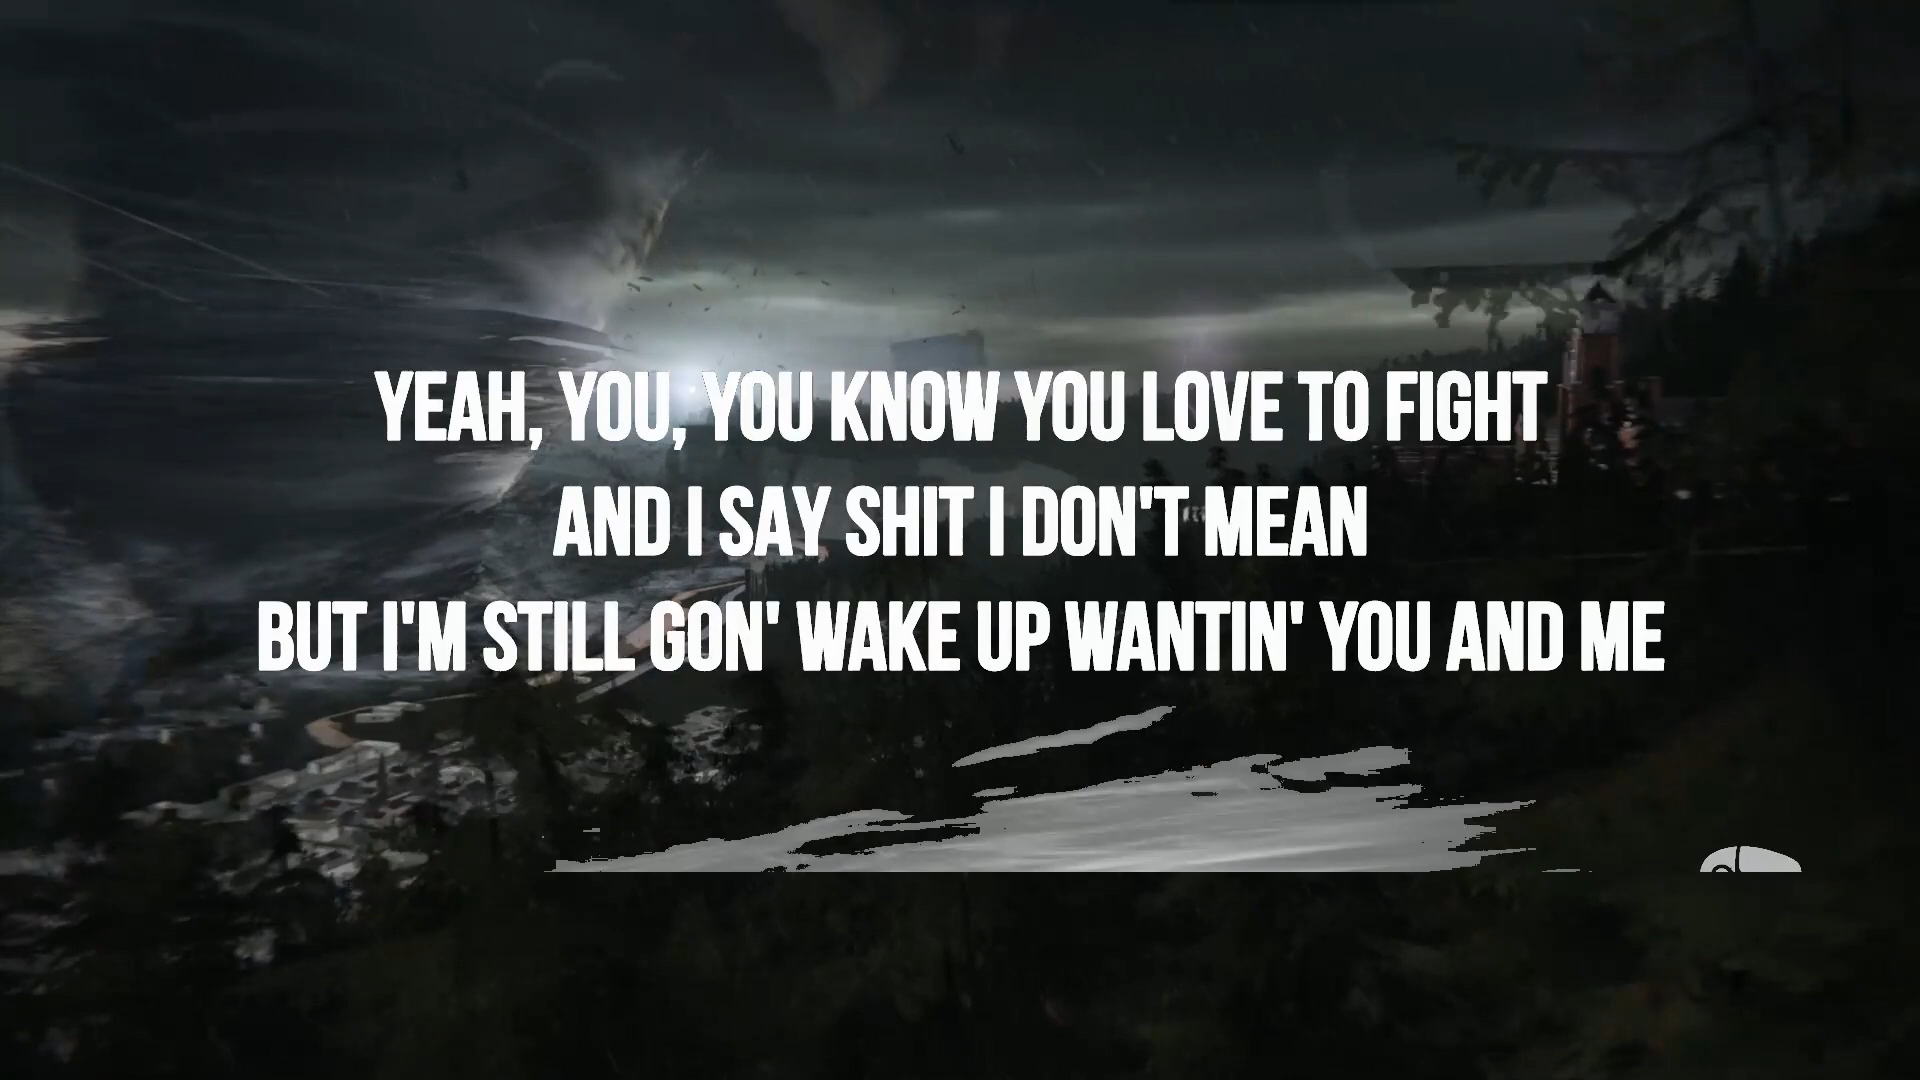 YEAH, YOU, YOU KNOW YOU LOVE TO FIGHT
AND I SAY SHIT I DON'T MEAN
BUT I'M STILL GON' WAKE UP WANTIN' YOU AND ME